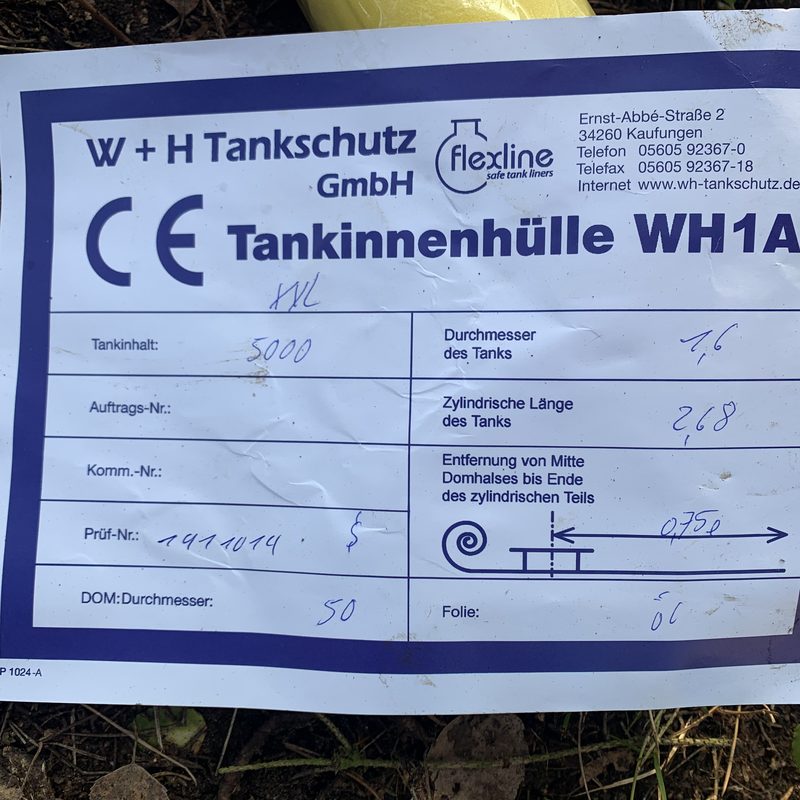 W + H Tankschutz
GmbH
flexline
safe tank liners
Ernst-Abbé-Straße 2
34260 Kaufungen
Telefon 05605 92367-0
Telefax 05605 92367-18
Internet www.wh-tankschutz.de
CE Tankinnenhülle WH1A
XXL
Tankinhalt: 5000
Auftrags-Nr.:
Komm.-Nr.:
Prüf-Nr.: 1411014
DOM:Durchmesser: 50
Durchmesser
des Tanks 1,6
Zylindrische Länge
des Tanks 2,68
Entfernung von Mitte
Domhalses bis Ende
des zylindrischen Teils
Folie: Öl
P 1024-A